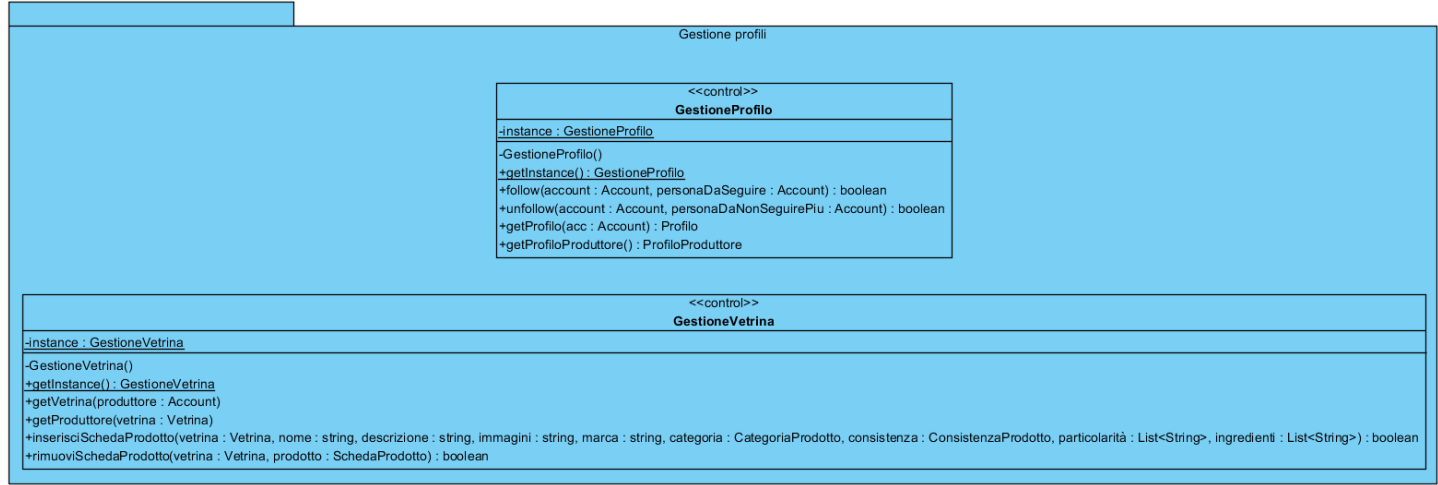 Gestione profili
<<control>>
GestioneProfilo
-instance : GestioneProfilo
-GestioneProfilo()
+getInstance() : GestioneProfilo
+follow(account : Account, personaDaSeguire : Account) : boolean
+unfollow(account : Account, personaDaNonSeguirePiu : Account) : boolean
+getProfilo(acc : Account) : Profilo
+getProfiloProduttore() : ProfiloProduttore
<<control>>
GestioneVetrina
-instance : GestioneVetrina
-GestioneVetrina()
+getInstance() : GestioneVetrina
+getVetrina(produttore : Account)
+getProduttore(vetrina : Vetrina)
+inserisciSchedaProdotto(vetrina : Vetrina, nome : string, descrizione : string, immagini : string, marca : string, categoria : CategoriaProdotto, consistenza : ConsistenzaProdotto, particolarità : List<String>, ingredienti : List<String>) : boolean
+rimuoviSchedaProdotto(vetrina : Vetrina, prodotto : SchedaProdotto) : boolean